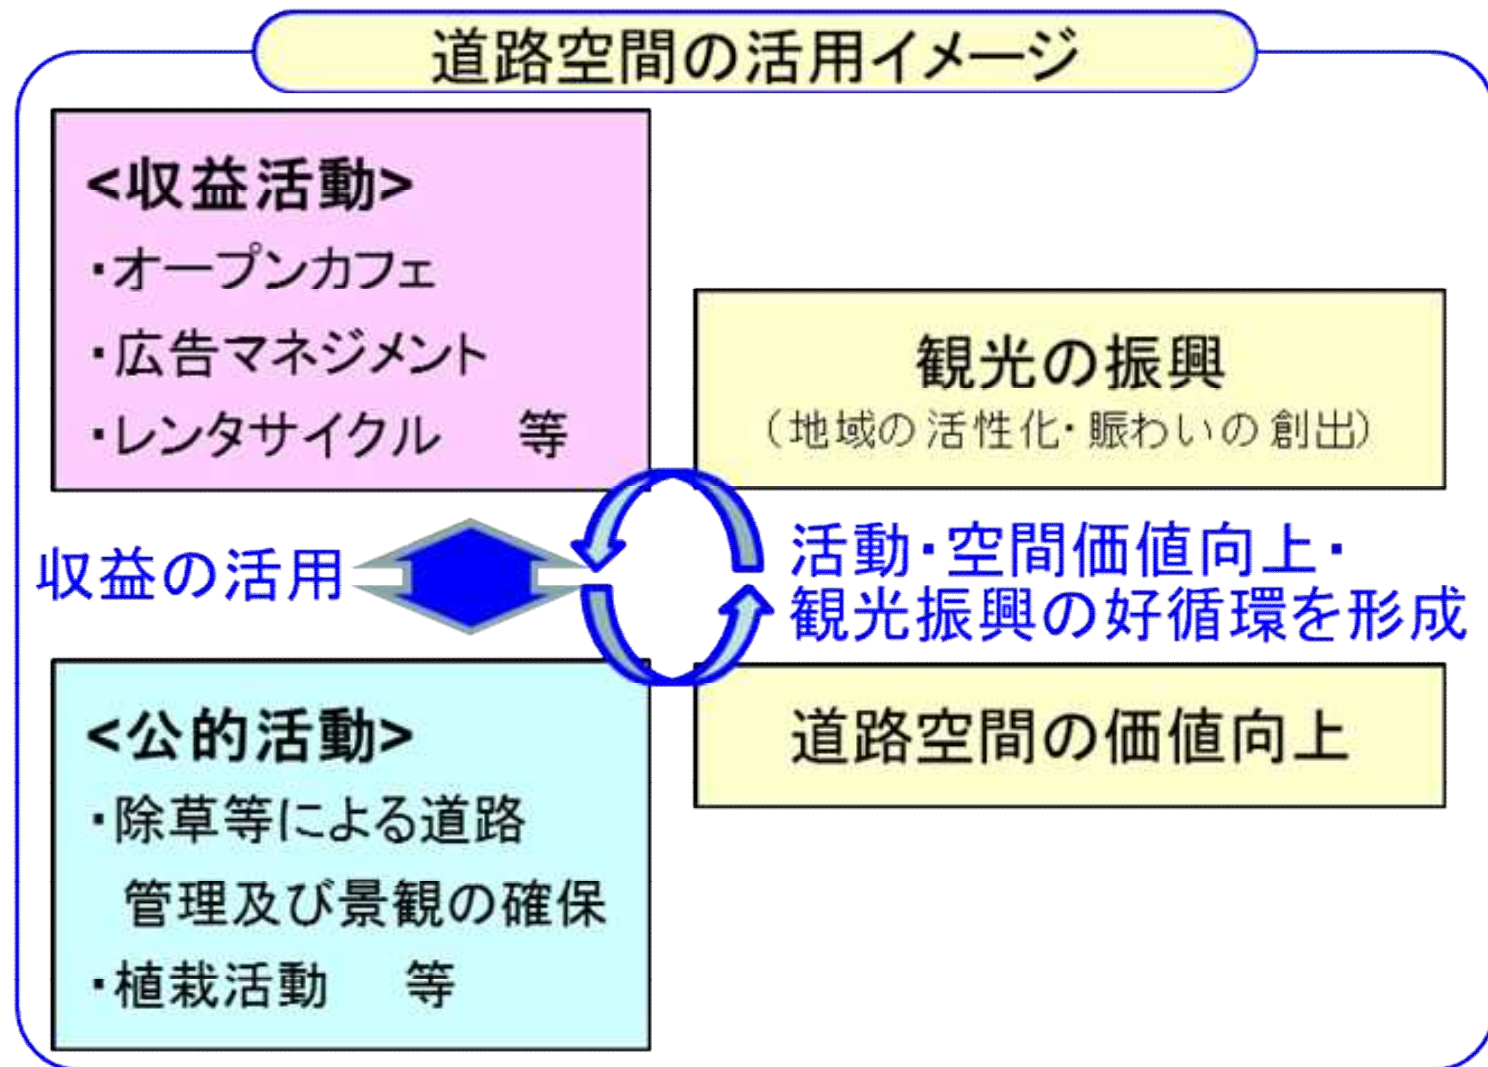 道路空間の活用イメージ
<収益活動>
・オープンカフェ
・広告マネジメント
・レンタサイクル　等
観光の振興
（地域の活性化・賑わいの創出）
収益の活用
活動・空間価値向上・
観光振興の好循環を形成
<公的活動>
・除草等による道路
管理及び景観の確保
・植栽活動　等
道路空間の価値向上